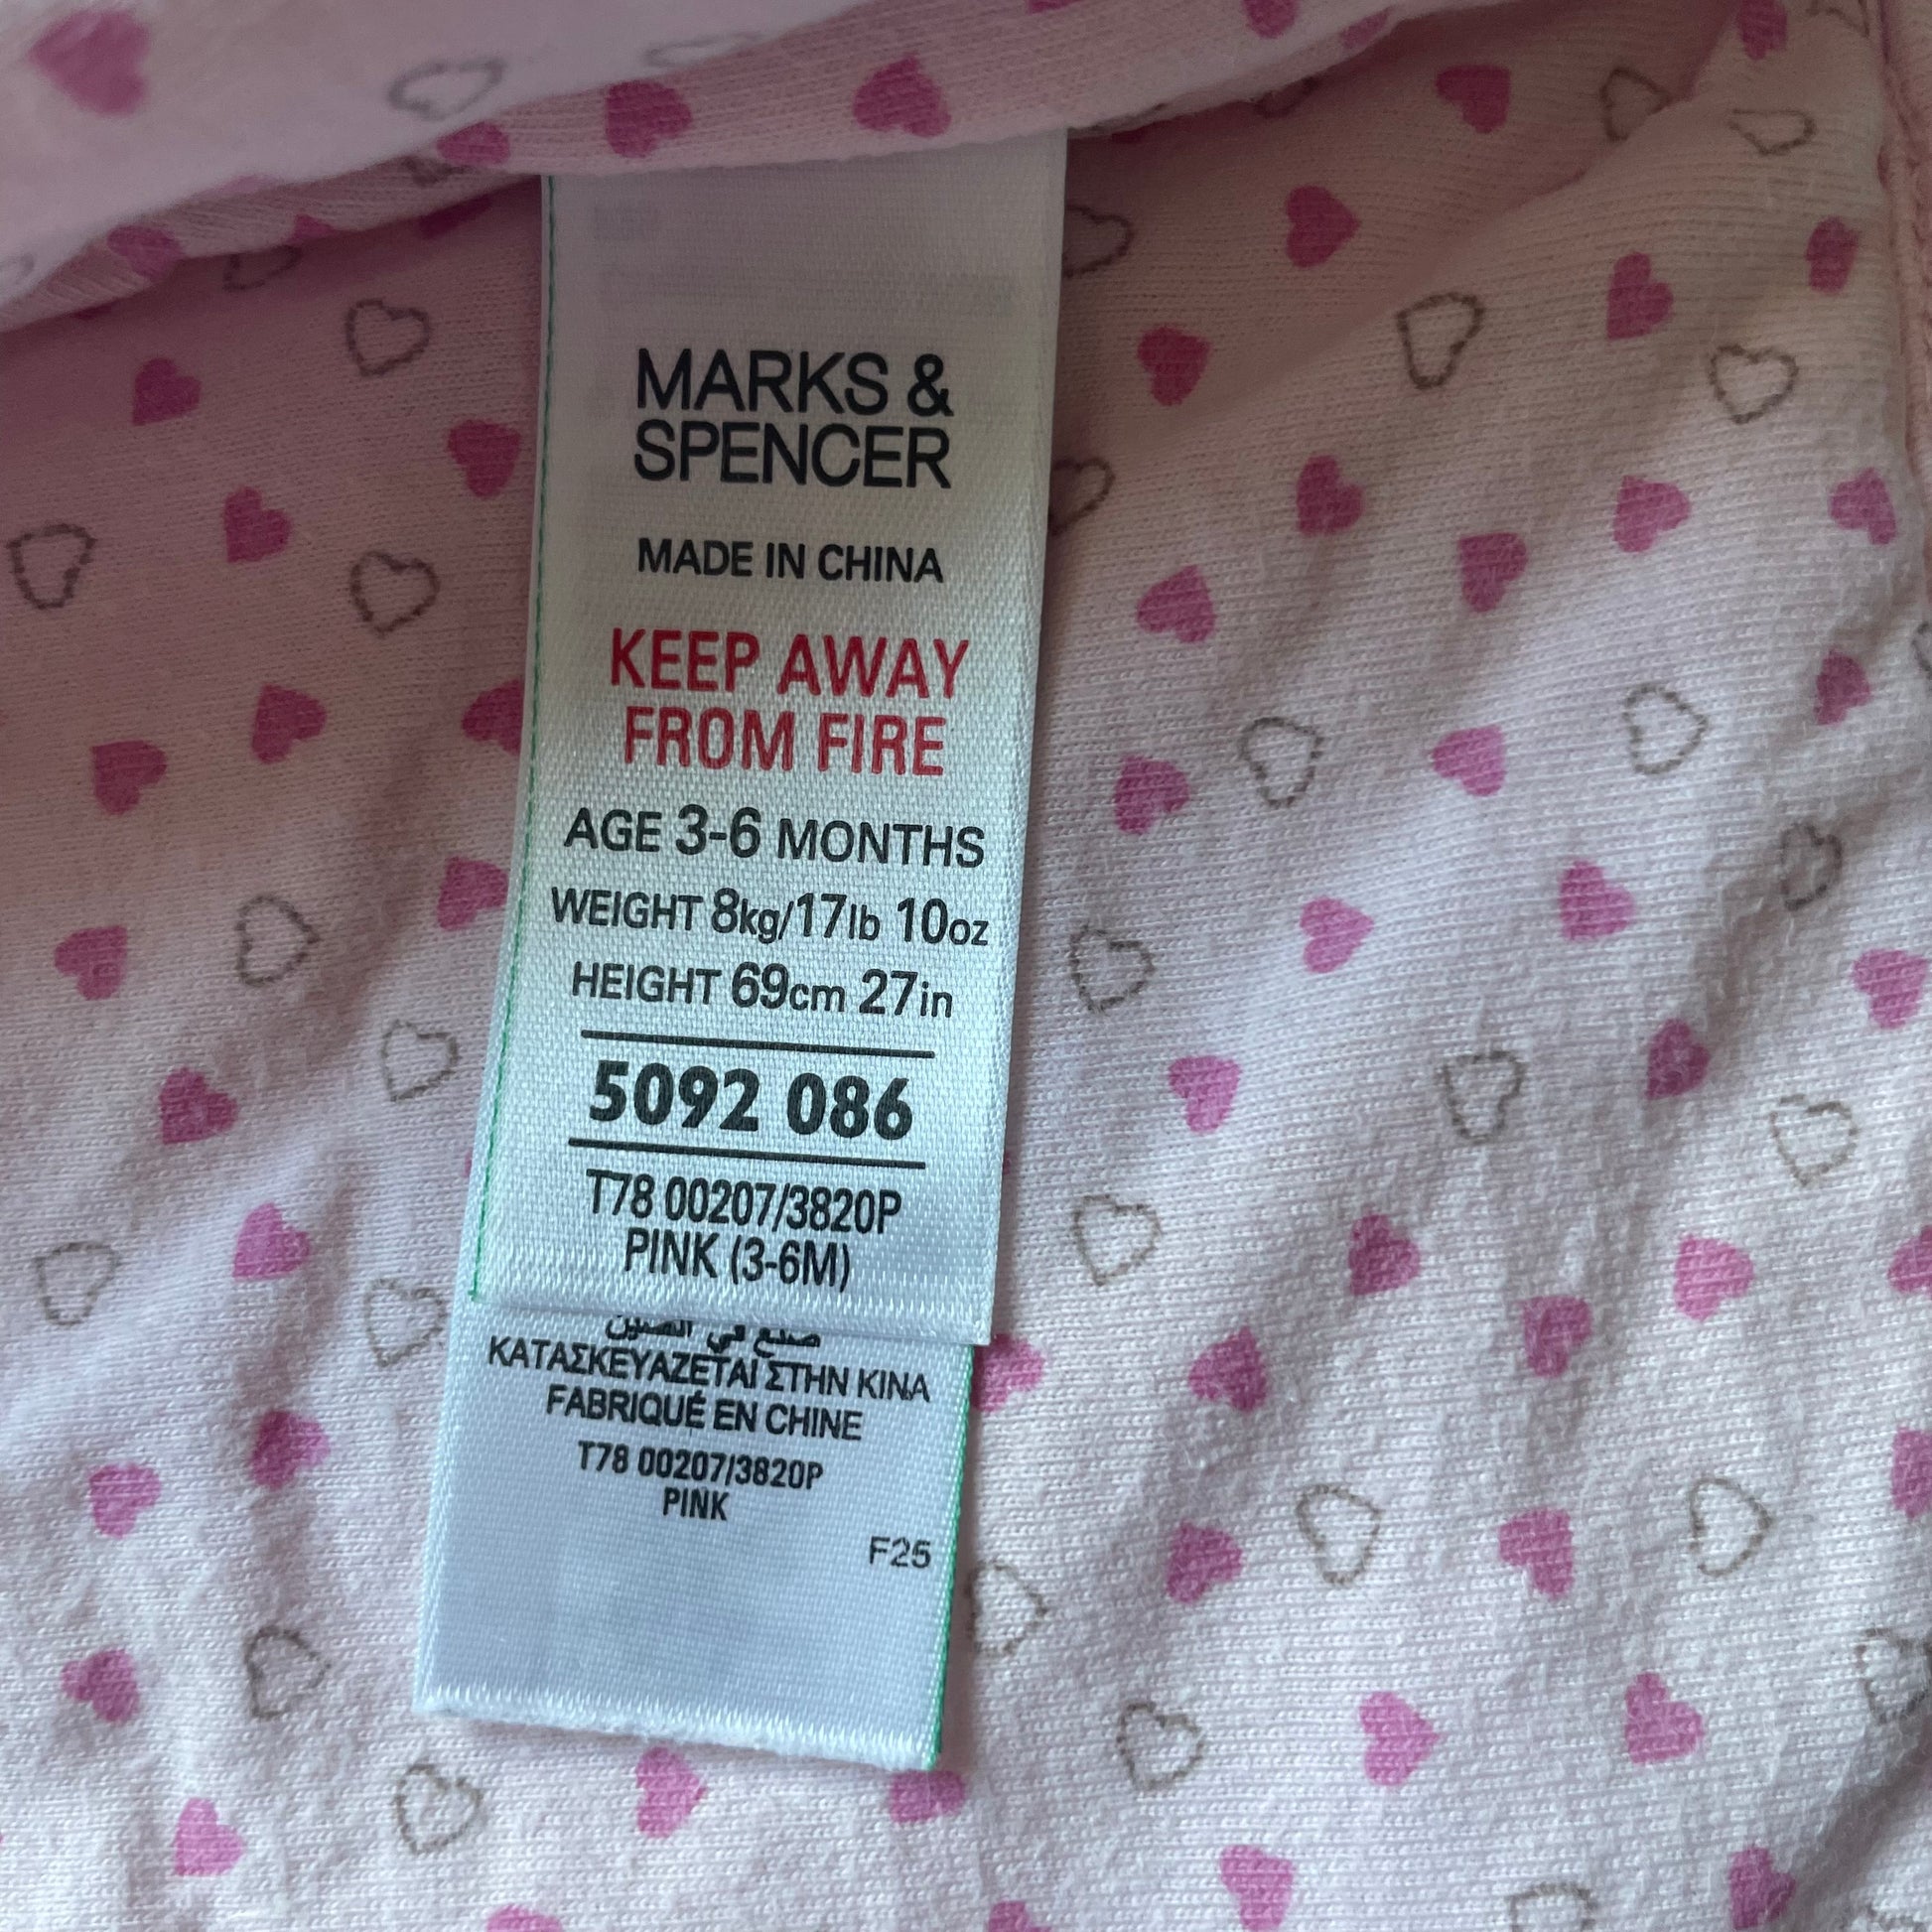 MARKS &
SPENCER
MADE IN CHINA
KEEP AWAY
FROM FIRE
AGE 3-6 MONTHS
WEIGHT 8kg/17lb 10oz
HEIGHT 69cm 27in
5092 086
T78 00207/3820P
PINK (3-6M)
صنع في الصين
ΚΑΤΑΣΚΕΥΑΖΕΤΑΙ ΣΤΗΝ ΚΙΝΑ
FABRIQUÉ EN CHINE
T78 00207/3820P
PINK
F25